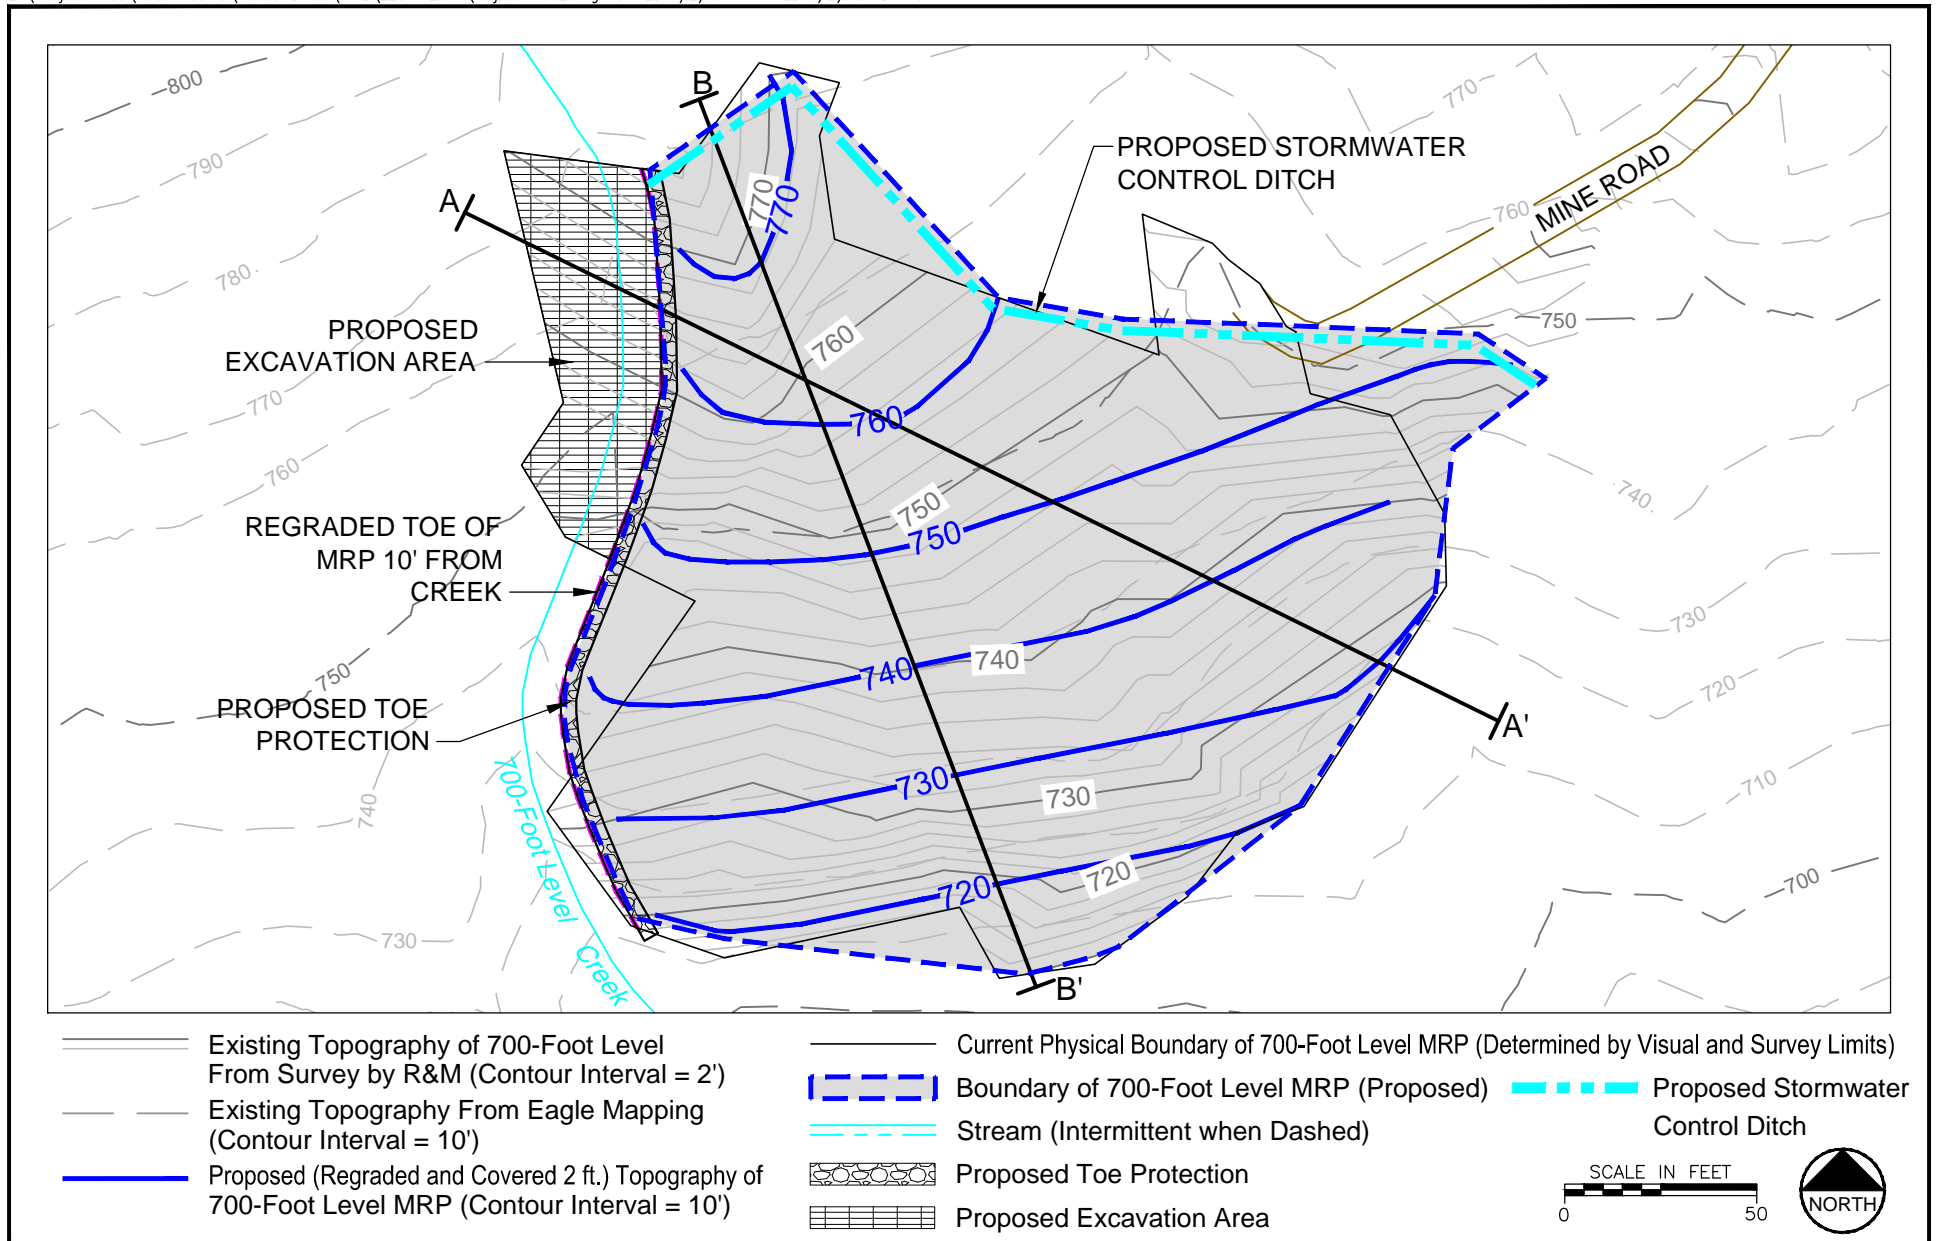 800
790
780
770
760
750
740
730
A
B
770
770
760
760
750
750
740
740
730
730
720
720
A'
B'
770
760
750
740
730
720
710
700
MINE ROAD
PROPOSED STORMWATER
CONTROL DITCH
PROPOSED
EXCAVATION AREA
REGRADED TOE OF
MRP 10' FROM
CREEK
PROPOSED TOE
PROTECTION
700-Foot Level Creek
Existing Topography of 700-Foot Level
From Survey by R&M (Contour Interval = 2')
Existing Topography From Eagle Mapping
(Contour Interval = 10')
Proposed (Regraded and Covered 2 ft.) Topography of
700-Foot Level MRP (Contour Interval = 10')
Current Physical Boundary of 700-Foot Level MRP (Determined by Visual and Survey Limits)
Boundary of 700-Foot Level MRP (Proposed)
Stream (Intermittent when Dashed)
Proposed Toe Protection
Proposed Excavation Area
Proposed Stormwater
Control Ditch
SCALE IN FEET
0 50
NORTH